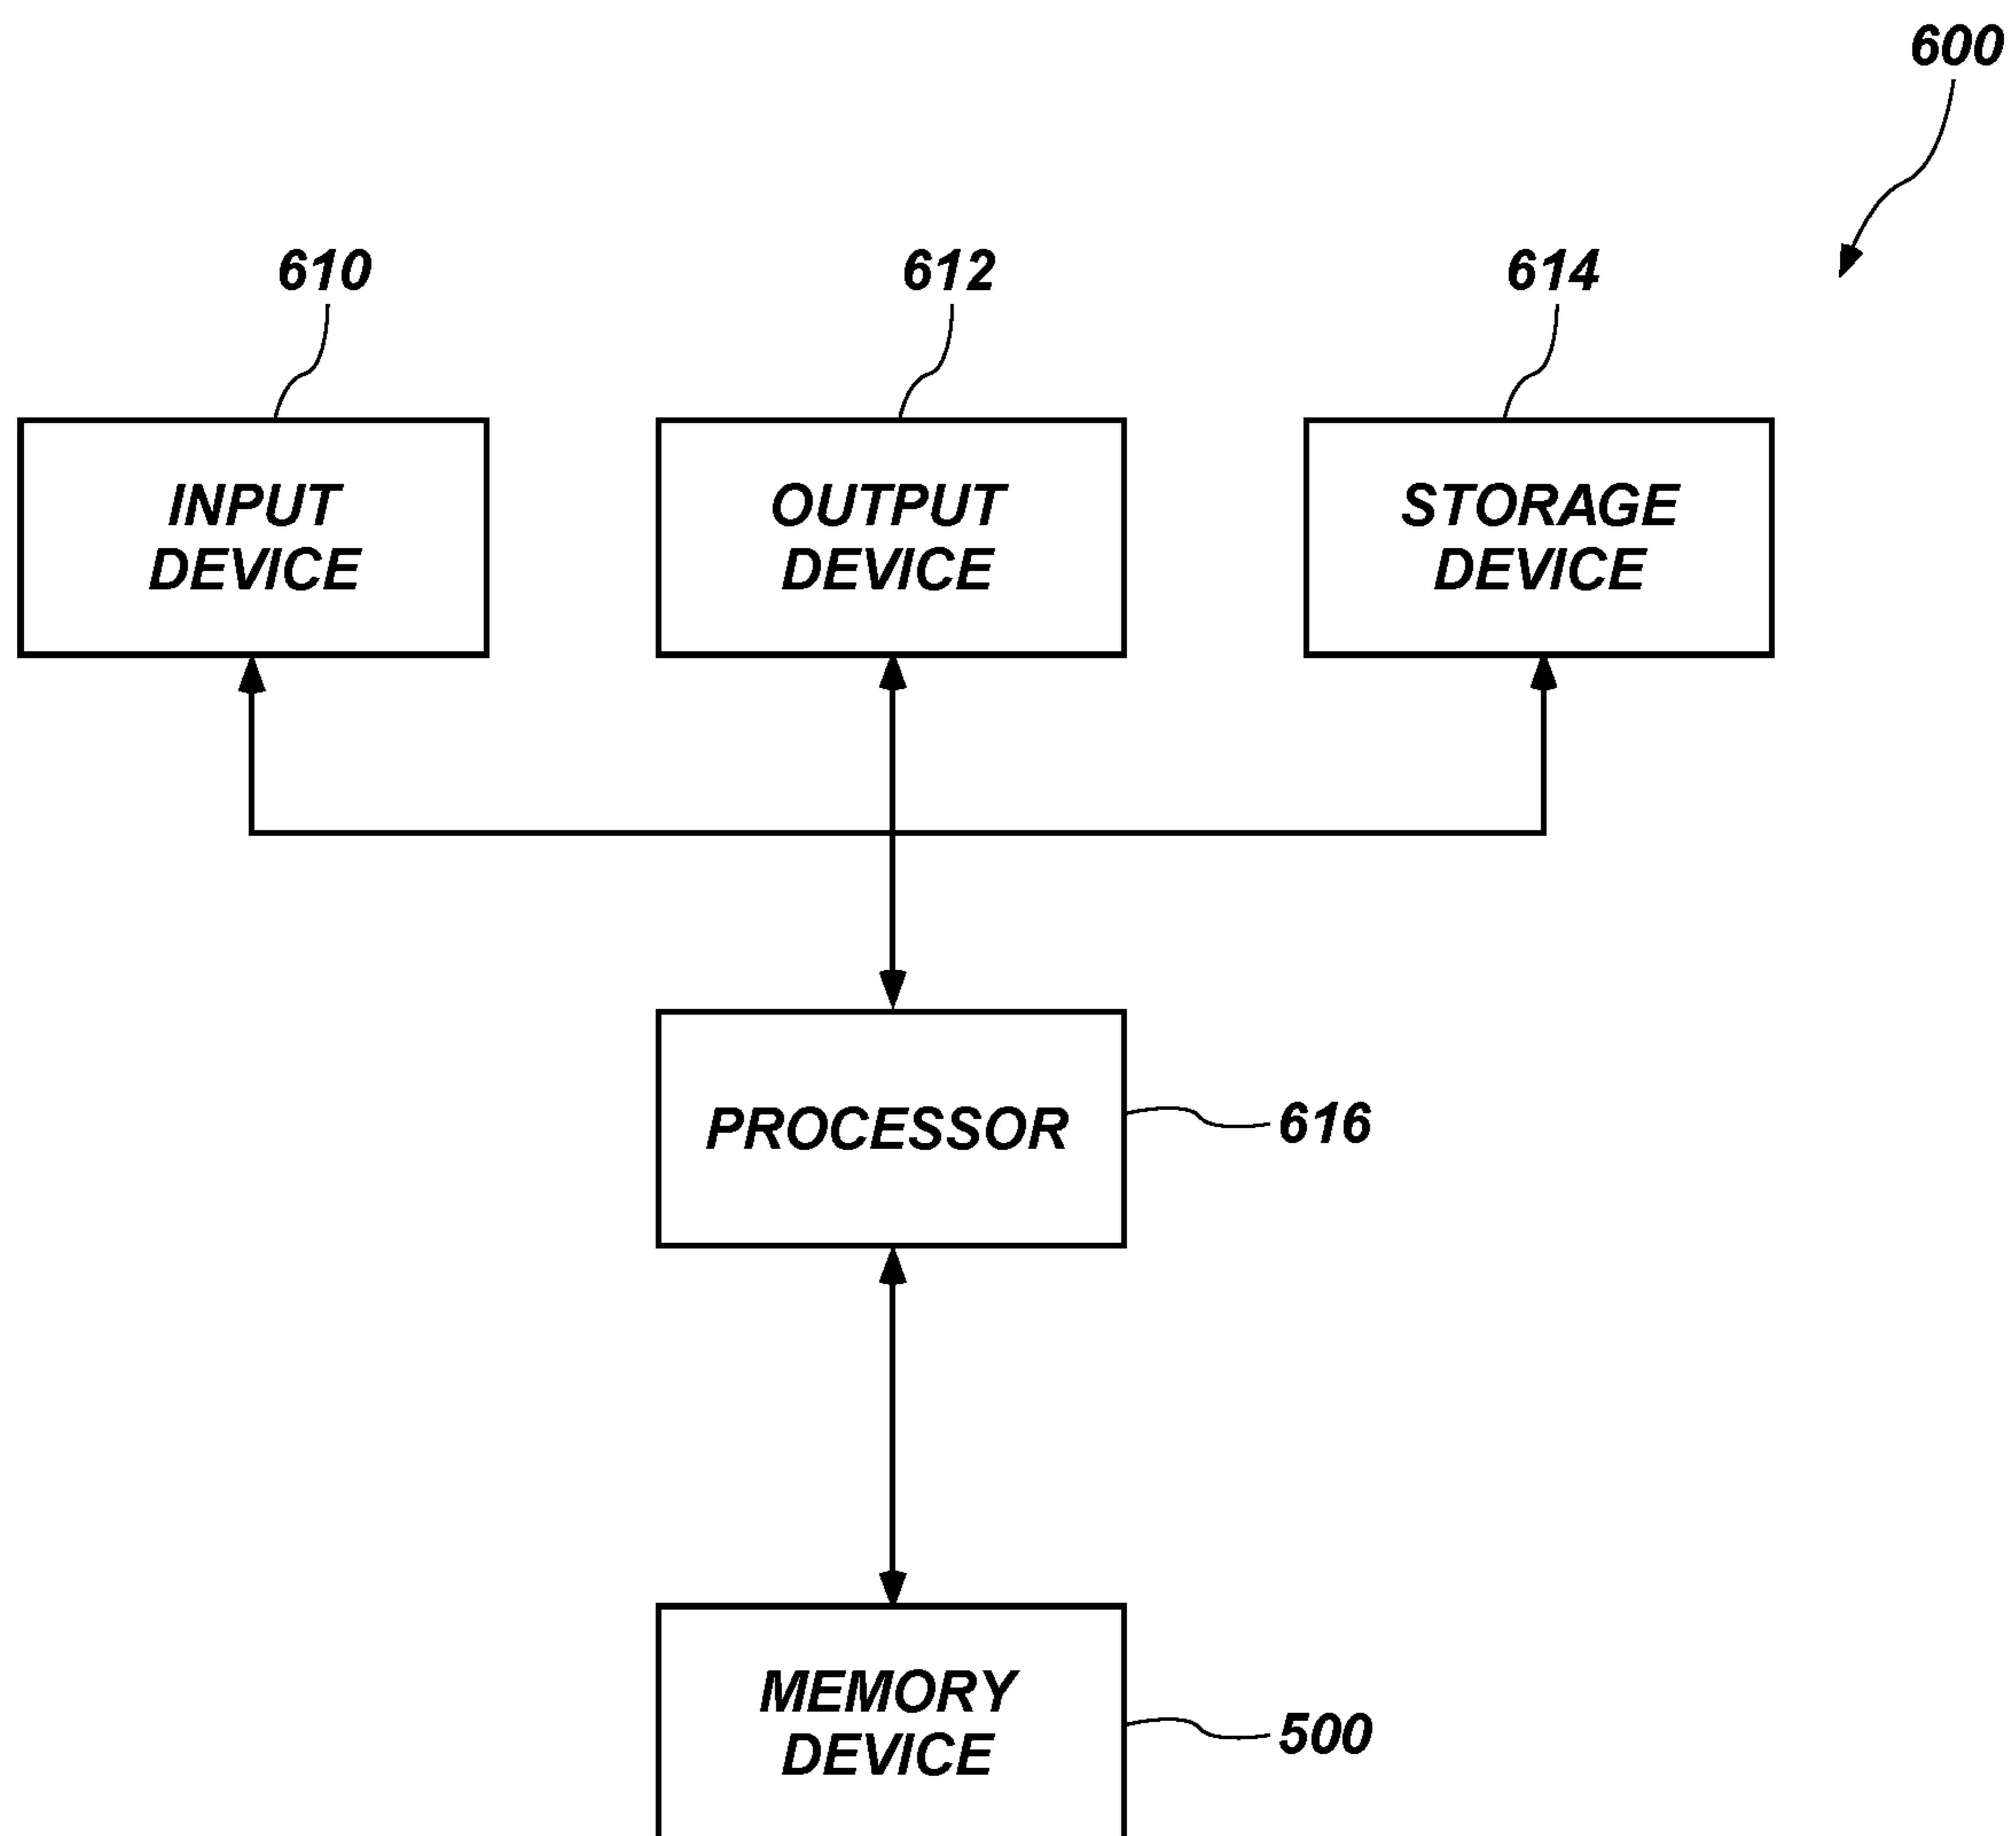 600
610
612
614
INPUT
DEVICE
OUTPUT
DEVICE
STORAGE
DEVICE
PROCESSOR
616
MEMORY
DEVICE
500